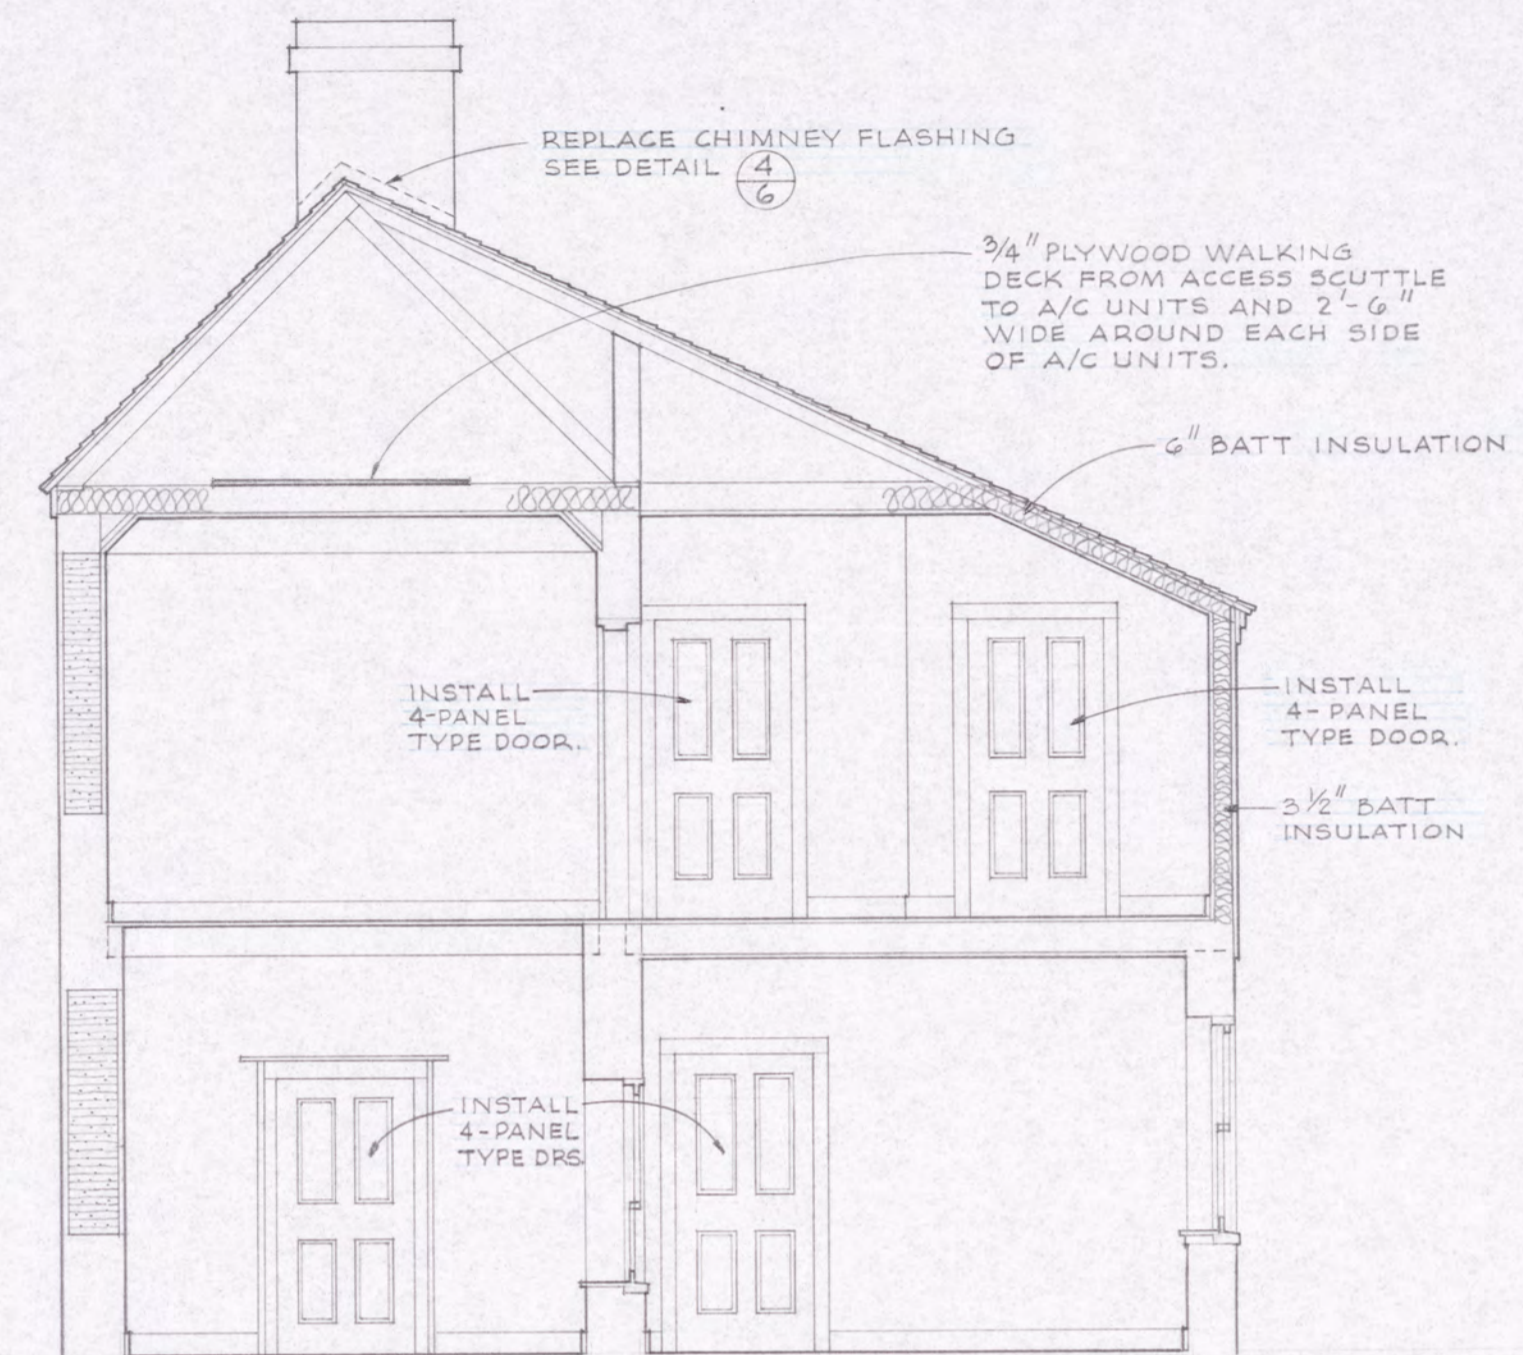 REPLACE CHIMNEY FLASHING
SEE DETAIL 4
6
3/4" PLYWOOD WALKING
DECK FROM ACCESS SCUTTLE
TO A/C UNITS AND 2'-6"
WIDE AROUND EACH SIDE
OF A/C UNITS.
6" BATT INSULATION
INSTALL
4-PANEL
TYPE DOOR.
INSTALL
4-PANEL
TYPE DOOR.
3 1/2" BATT
INSULATION
INSTALL
4-PANEL
TYPE DRS.